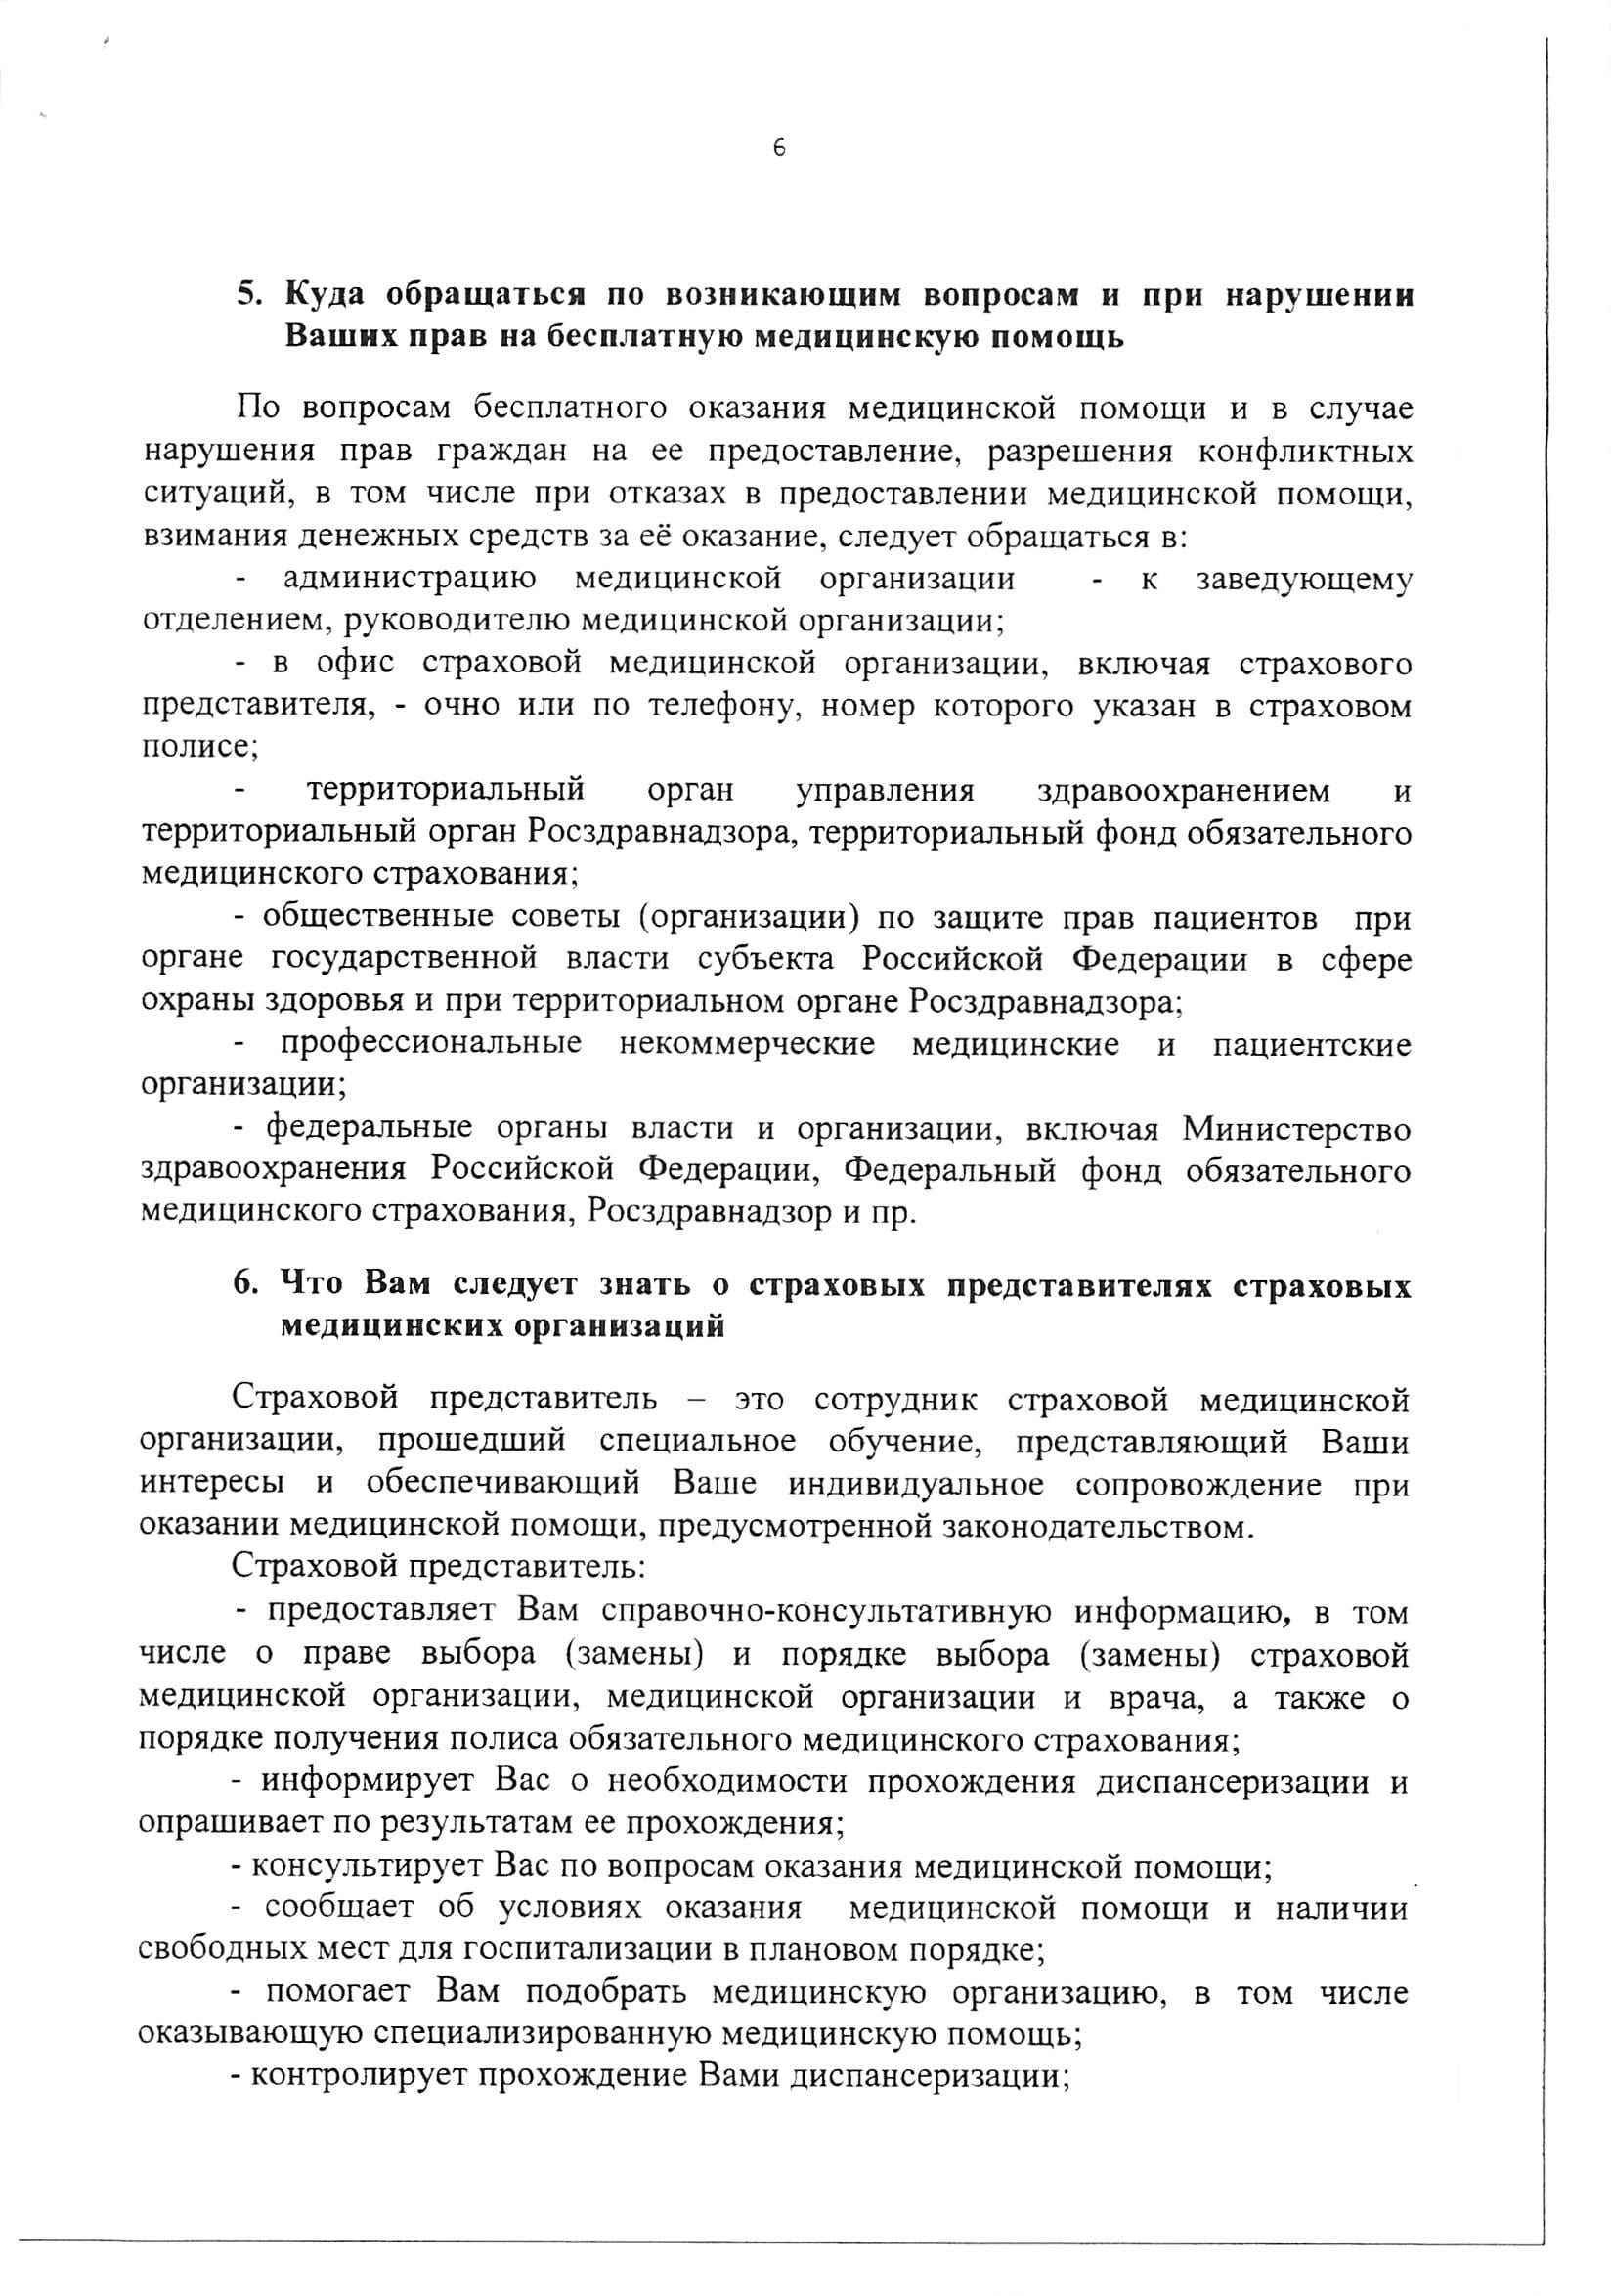 6
5. Куда обращаться по возникающим вопросам и при нарушении
Ваших прав на бесплатную медицинскую помощь
По вопросам бесплатного оказания медицинской помощи и в случае
нарушения прав граждан на ее предоставление, разрешения конфликтных
ситуаций, в том числе при отказах в предоставлении медицинской помощи,
взимания денежных средств за её оказание, следует обращаться в:
- администрацию медицинской организации - к заведующему
отделением, руководителю медицинской организации;
- в офис страховой медицинской организации, включая страхового
представителя, - очно или по телефону, номер которого указан в страховом
полисе;
- территориальный орган управления здравоохранением и
территориальный орган Росздравнадзора, территориальный фонд обязательного
медицинского страхования;
- общественные советы (организации) по защите прав пациентов при
органе государственной власти субъекта Российской Федерации в сфере
охраны здоровья и при территориальном органе Росздравнадзора;
- профессиональные некоммерческие медицинские и пациентские
организации;
- федеральные органы власти и организации, включая Министерство
здравоохранения Российской Федерации, Федеральный фонд обязательного
медицинского страхования, Росздравнадзор и пр.
6. Что Вам следует знать о страховых представителях страховых
медицинских организаций
Страховой представитель – это сотрудник страховой медицинской
организации, прошедший специальное обучение, представляющий Ваши
интересы и обеспечивающий Ваше индивидуальное сопровождение при
оказании медицинской помощи, предусмотренной законодательством.
Страховой представитель:
- предоставляет Вам справочно-консультативную информацию, в том
числе о праве выбора (замены) и порядке выбора (замены) страховой
медицинской организации, медицинской организации и врача, а также о
порядке получения полиса обязательного медицинского страхования;
- информирует Вас о необходимости прохождения диспансеризации и
опрашивает по результатам ее прохождения;
- консультирует Вас по вопросам оказания медицинской помощи;
- сообщает об условиях оказания медицинской помощи и наличии
свободных мест для госпитализации в плановом порядке;
- помогает Вам подобрать медицинскую организацию, в том числе
оказывающую специализированную медицинскую помощь;
- контролирует прохождение Вами диспансеризации;